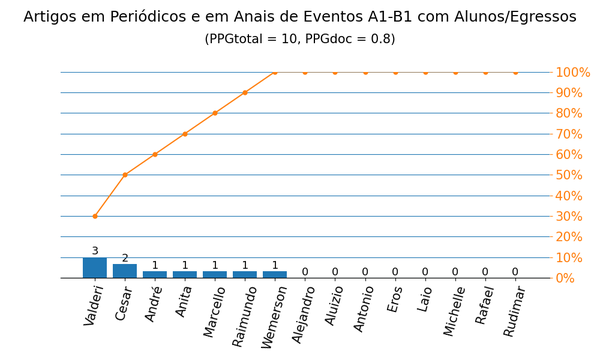 Artigos em Periódicos e em Anais de Eventos A1-B1 com Alunos/Egressos
(PPGtotal = 10, PPGdoc = 0.8)
100%
90%
80%
70%
60%
50%
40%
30%
20%
10%
0%
3
2
1
1
1
1
1
0
0
0
0
0
0
0
0
Valderi
Cesar
André
Anita
Marcello
Raimundo
Wemerson
Alejandro
Aluizio
Antonio
Eros
Laio
Michelle
Rafael
Rudimar